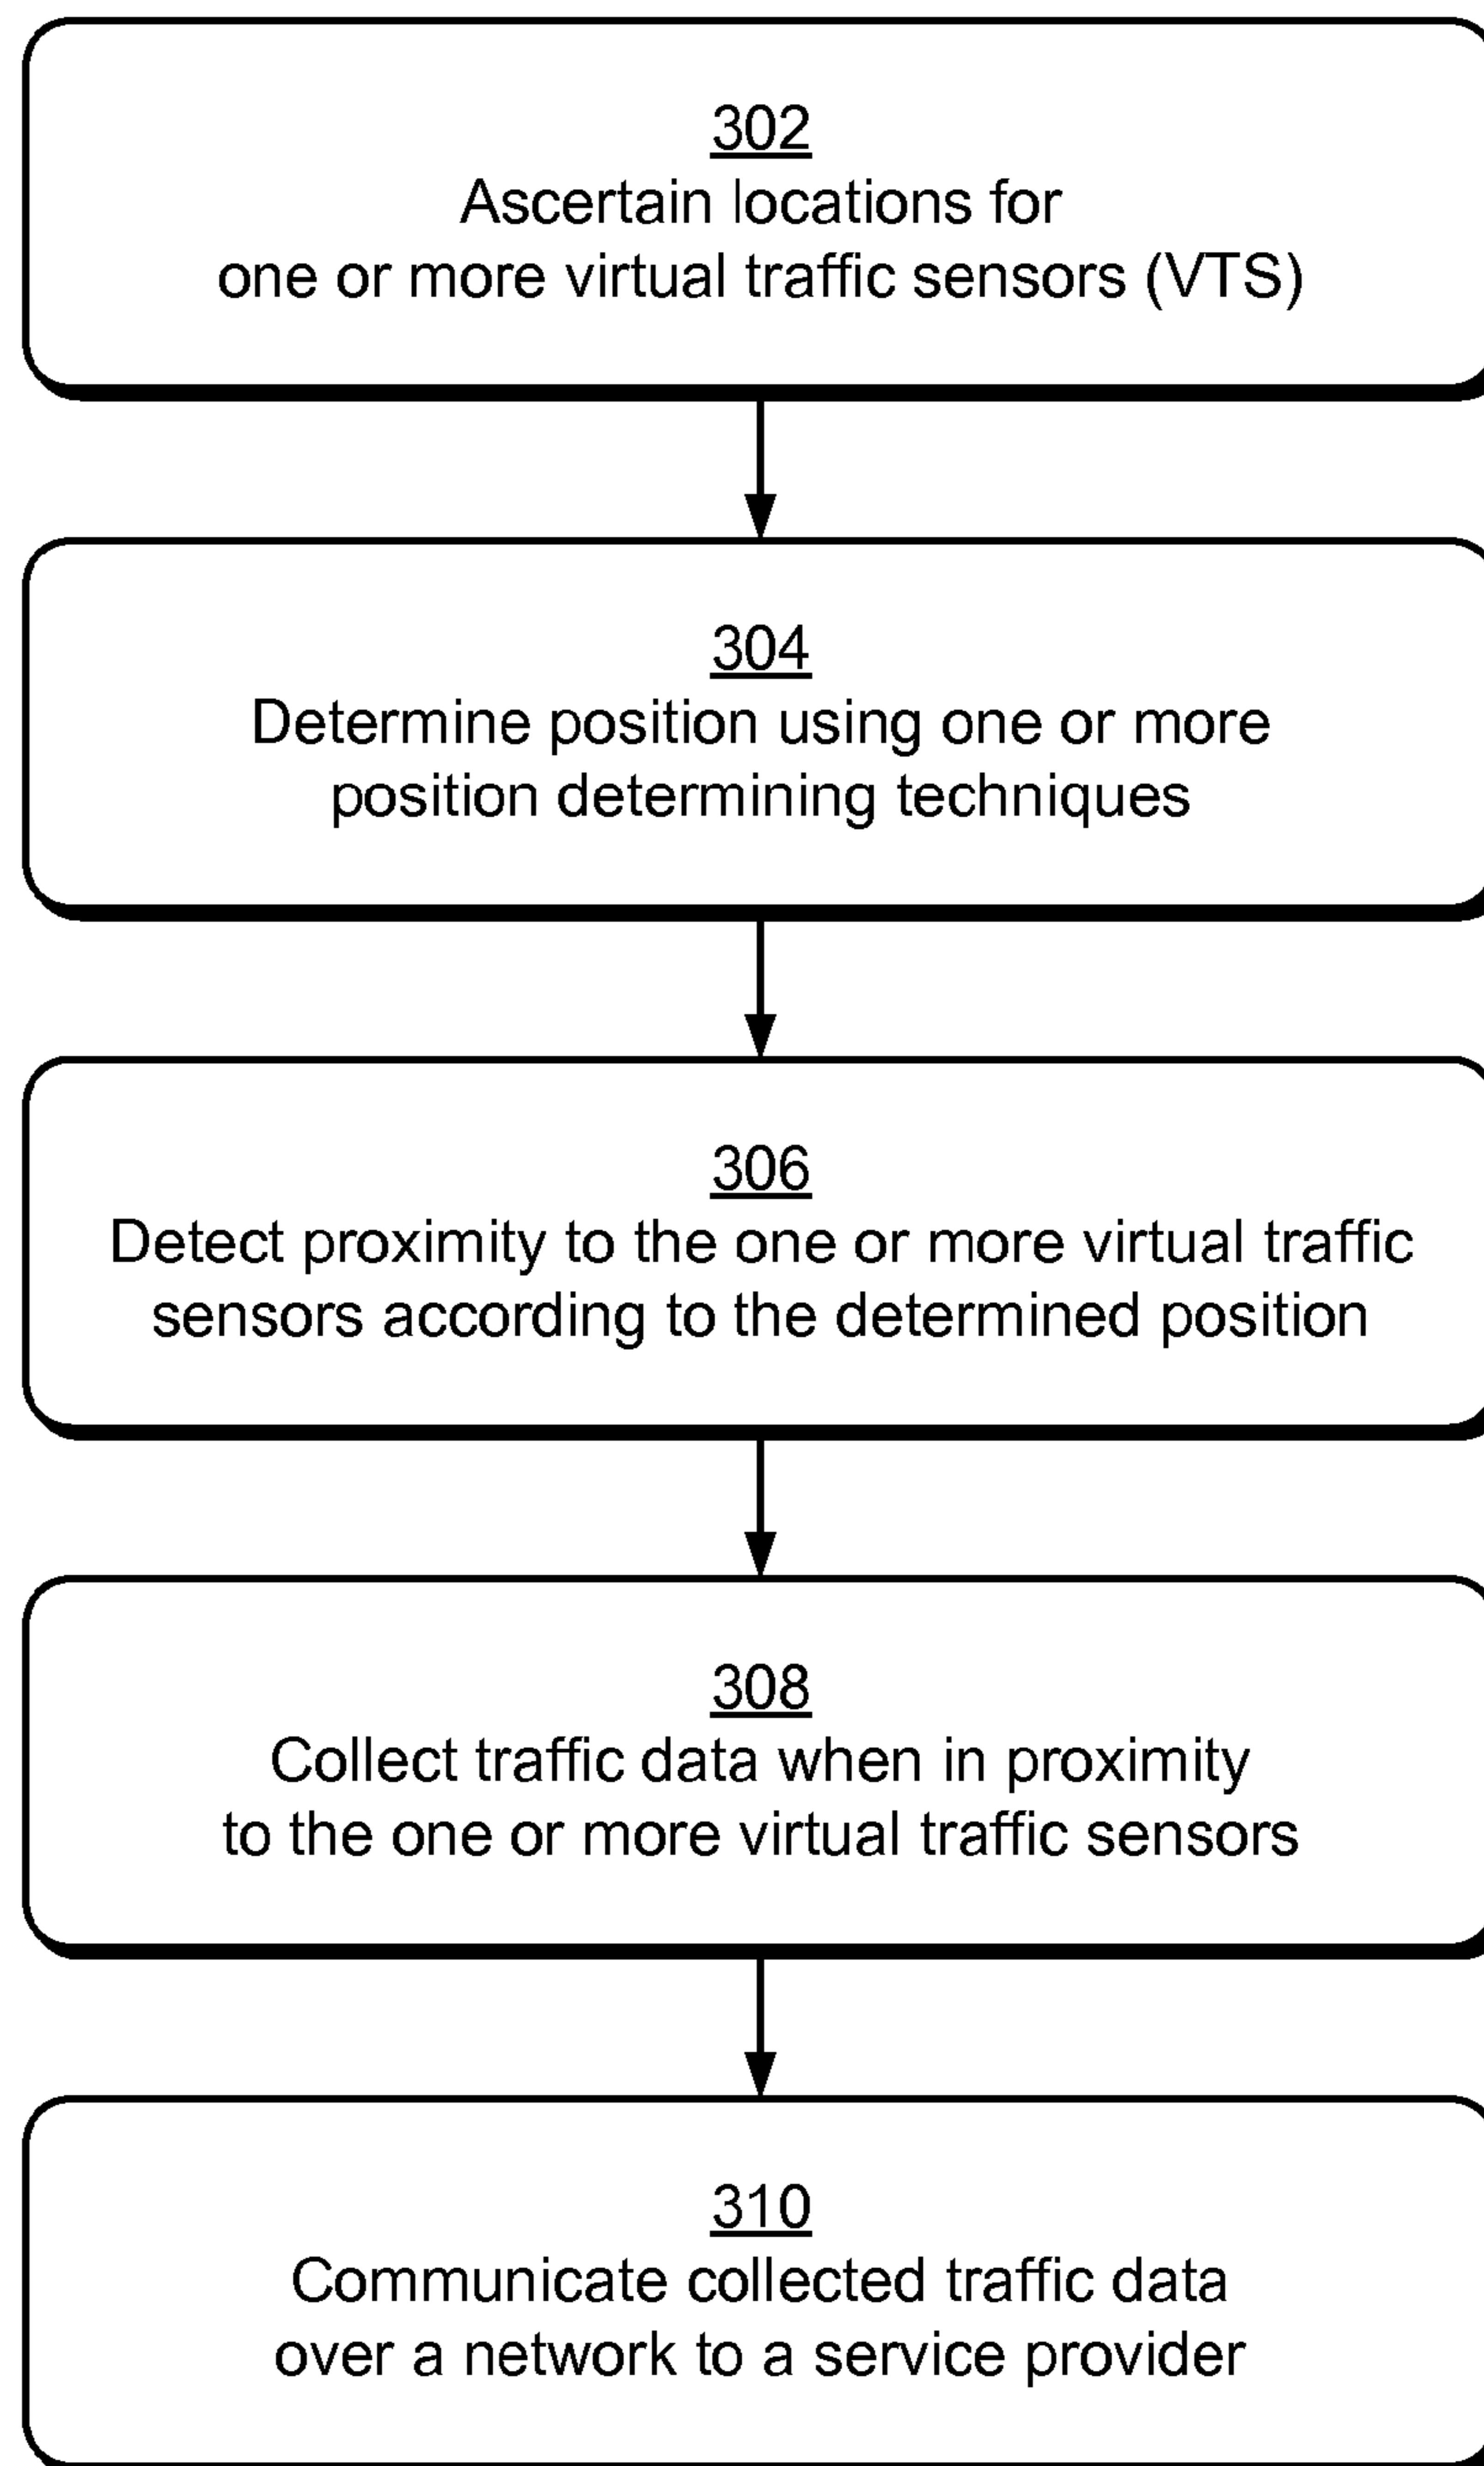 302
Ascertain locations for
one or more virtual traffic sensors (VTS)
304
Determine position using one or more
position determining techniques
306
Detect proximity to the one or more virtual traffic
sensors according to the determined position
308
Collect traffic data when in proximity
to the one or more virtual traffic sensors
310
Communicate collected traffic data
over a network to a service provider